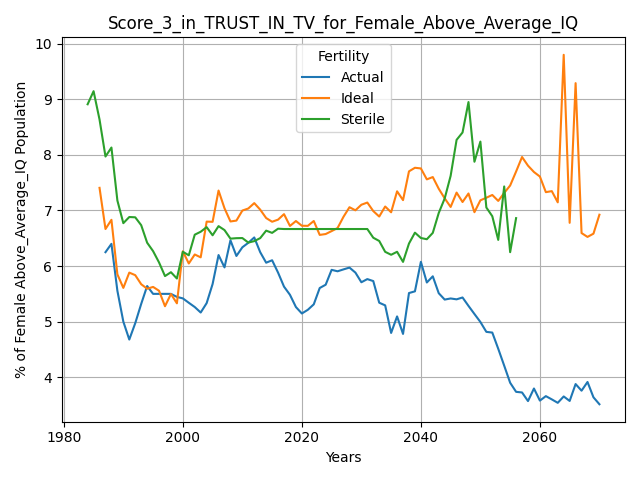 Score_3_in_TRUST_IN_TV_for_Female_Above_Average_IQ
Fertility
Actual
Ideal
Sterile
% of Female Above_Average_IQ Population
10
9
8
7
6
5
4
1980 2000 2020 2040 2060
Years